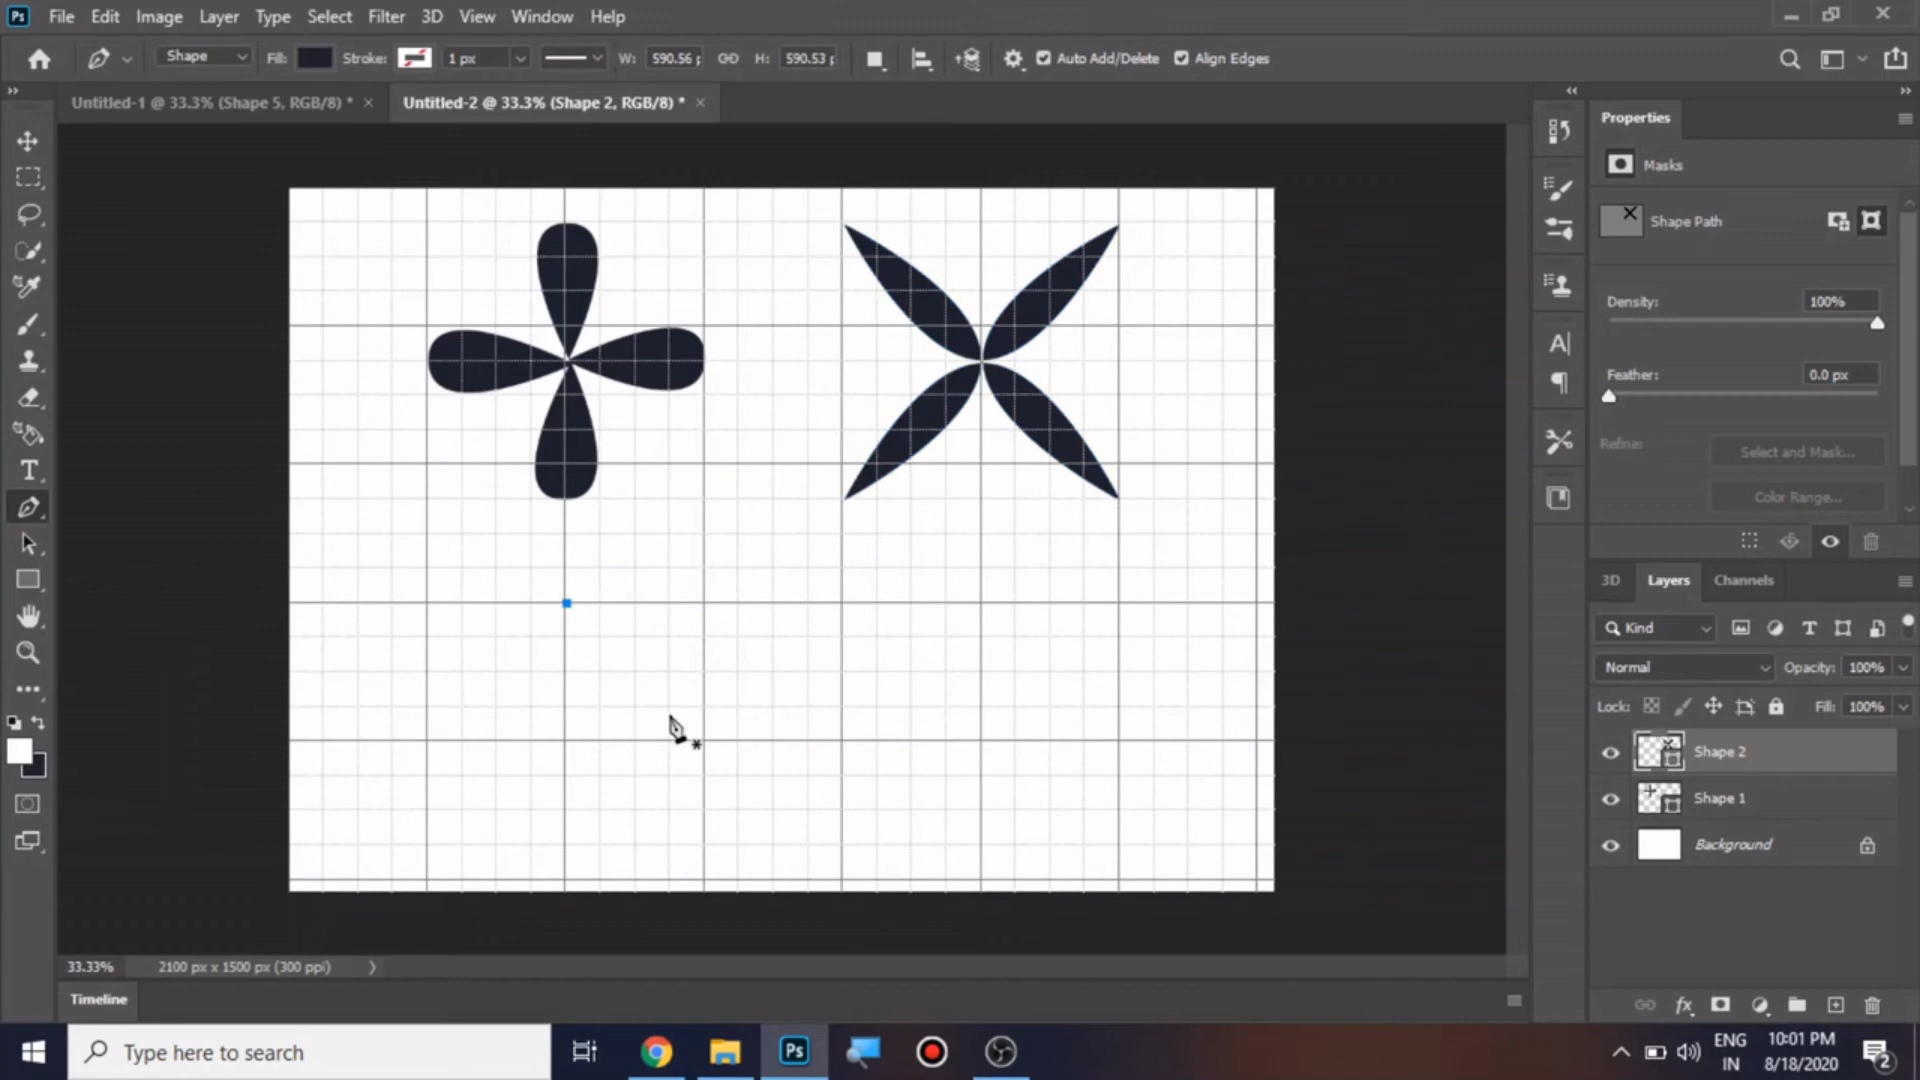 Ps File Edit Image Layer Type Select Filter 3D View Window Help
Shape Fill: Stroke: 1 px W: 590.56 p H: 590.53 p Auto Add/Delete Align Edges
Untitled-1 @ 33.3% (Shape 5, RGB/8) * Untitled-2 @ 33.3% (Shape 2, RGB/8) *
Properties
Masks
Shape Path
Density: 100%
Feather: 0.0 px
Refine: Select and Mask...
Color Range...
3D Layers Channels
Kind
Normal Opacity: 100%
Lock: Fill: 100%
Shape 2
Shape 1
Background
33.33% 2100 px x 1500 px (300 ppi)
Timeline
Type here to search
Ps
ENG
IN
10:01 PM
8/18/2020
2